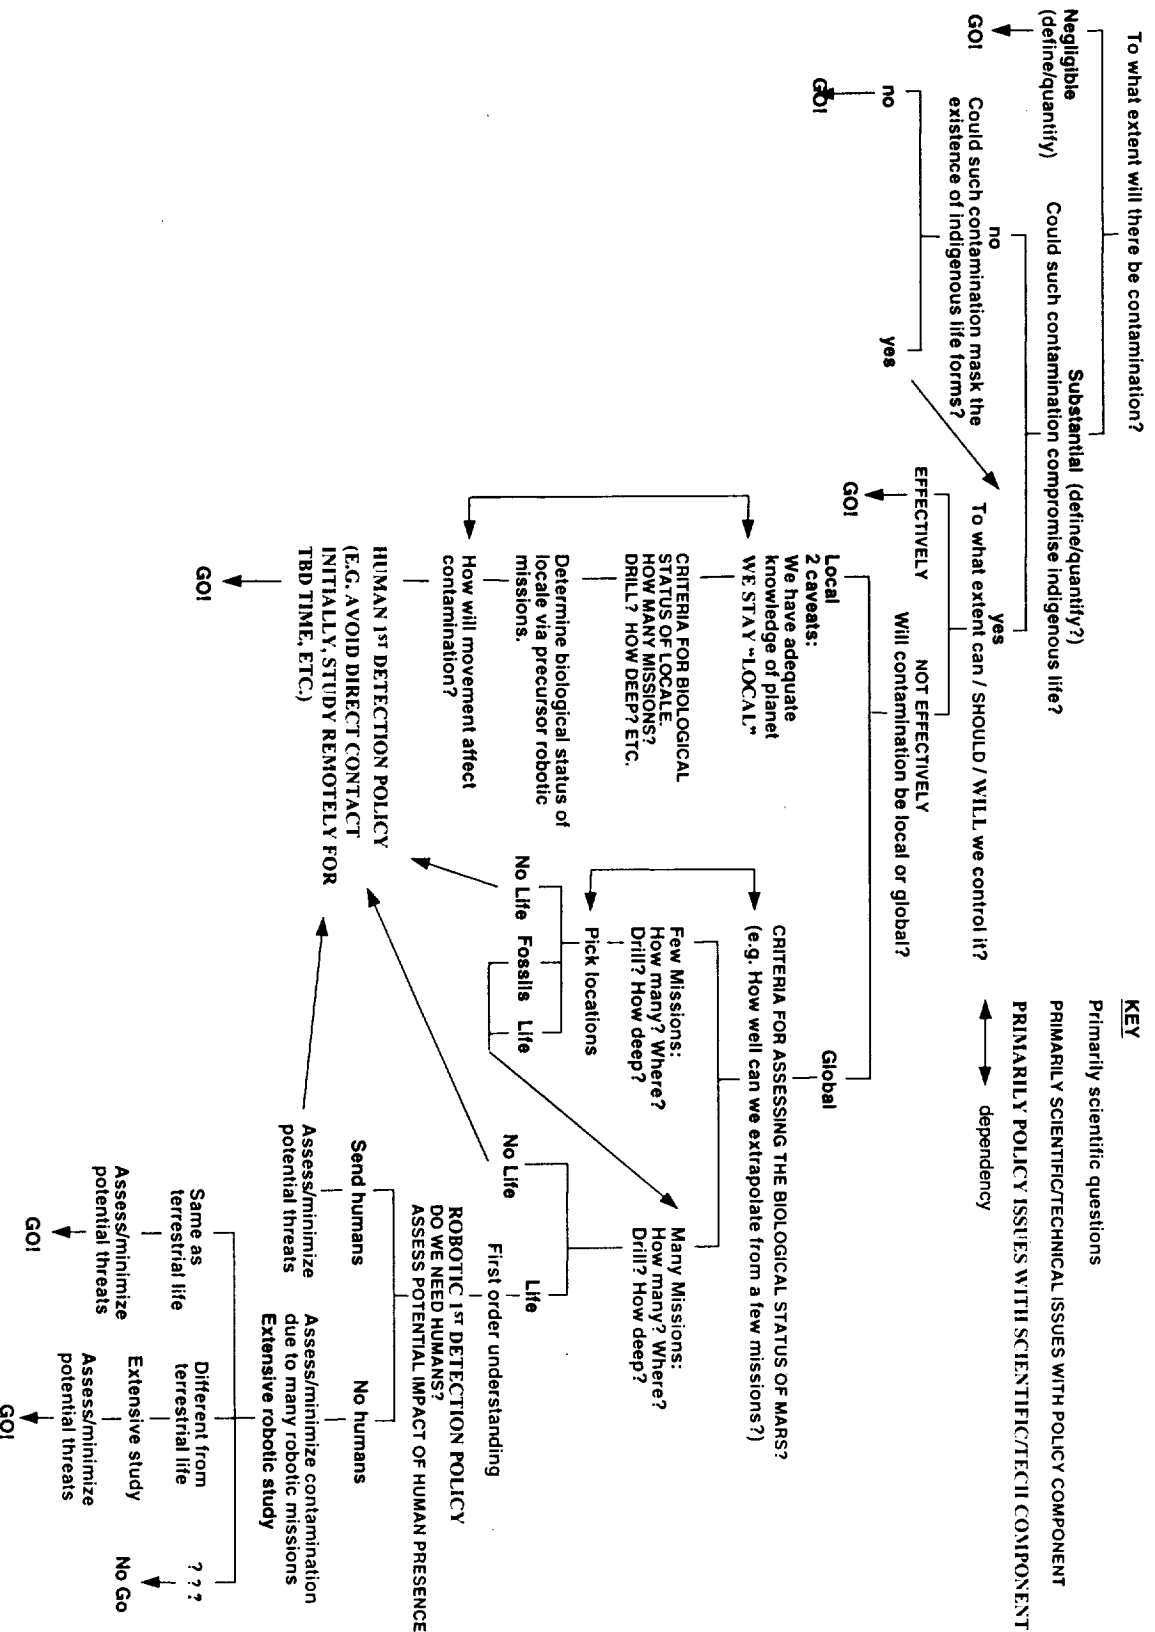 To what extent will there be contamination?
Negligible
(define/quantify)
GO!
Substantial (define/quantify?)
Could such contamination compromise indigenous life?
no
yes
Could such contamination mask the
existence of indigenous life forms?
no
GO!
yes
To what extent can / SHOULD / WILL we control it?
EFFECTIVELY
GO!
NOT EFFECTIVELY
Will contamination be local or global?
Local
2 caveats:
We have adequate
knowledge of planet
WE STAY "LOCAL"
CRITERIA FOR BIOLOGICAL
STATUS OF LOCALE.
HOW MANY MISSIONS?
DRILL? HOW DEEP? ETC.
Determine biological status of
locale via precursor robotic
missions.
How will movement affect
contamination?
HUMAN 1ST DETECTION POLICY
(E.G. AVOID DIRECT CONTACT
INITIALLY, STUDY REMOTELY FOR
TBD TIME, ETC.)
GO!
Global
CRITERIA FOR ASSESSING THE BIOLOGICAL STATUS OF MARS?
(e.g. How well can we extrapolate from a few missions?)
Few Missions:
How many? Where?
Drill? How deep?
Pick locations
No Life
Fossils
Life
Many Missions:
How many? Where?
Drill? How deep?
No Life
Life
First order understanding
ROBOTIC 1ST DETECTION POLICY
DO WE NEED HUMANS?
ASSESS POTENTIAL IMPACT OF HUMAN PRESENCE
Send humans
Assess/minimize
potential threats
No humans
Assess/minimize contamination
due to many robotic missions
Extensive robotic study
Same as
terrestrial life
Assess/minimize
potential threats
GO!
Different from
terrestrial life
Extensive study
Assess/minimize
potential threats
GO!
? ? ?
No Go
KEY
Primarily scientific questions
PRIMARILY SCIENTIFIC/TECHNICAL ISSUES WITH POLICY COMPONENT
PRIMARILY POLICY ISSUES WITH SCIENTIFIC/TECH COMPONENT
dependency